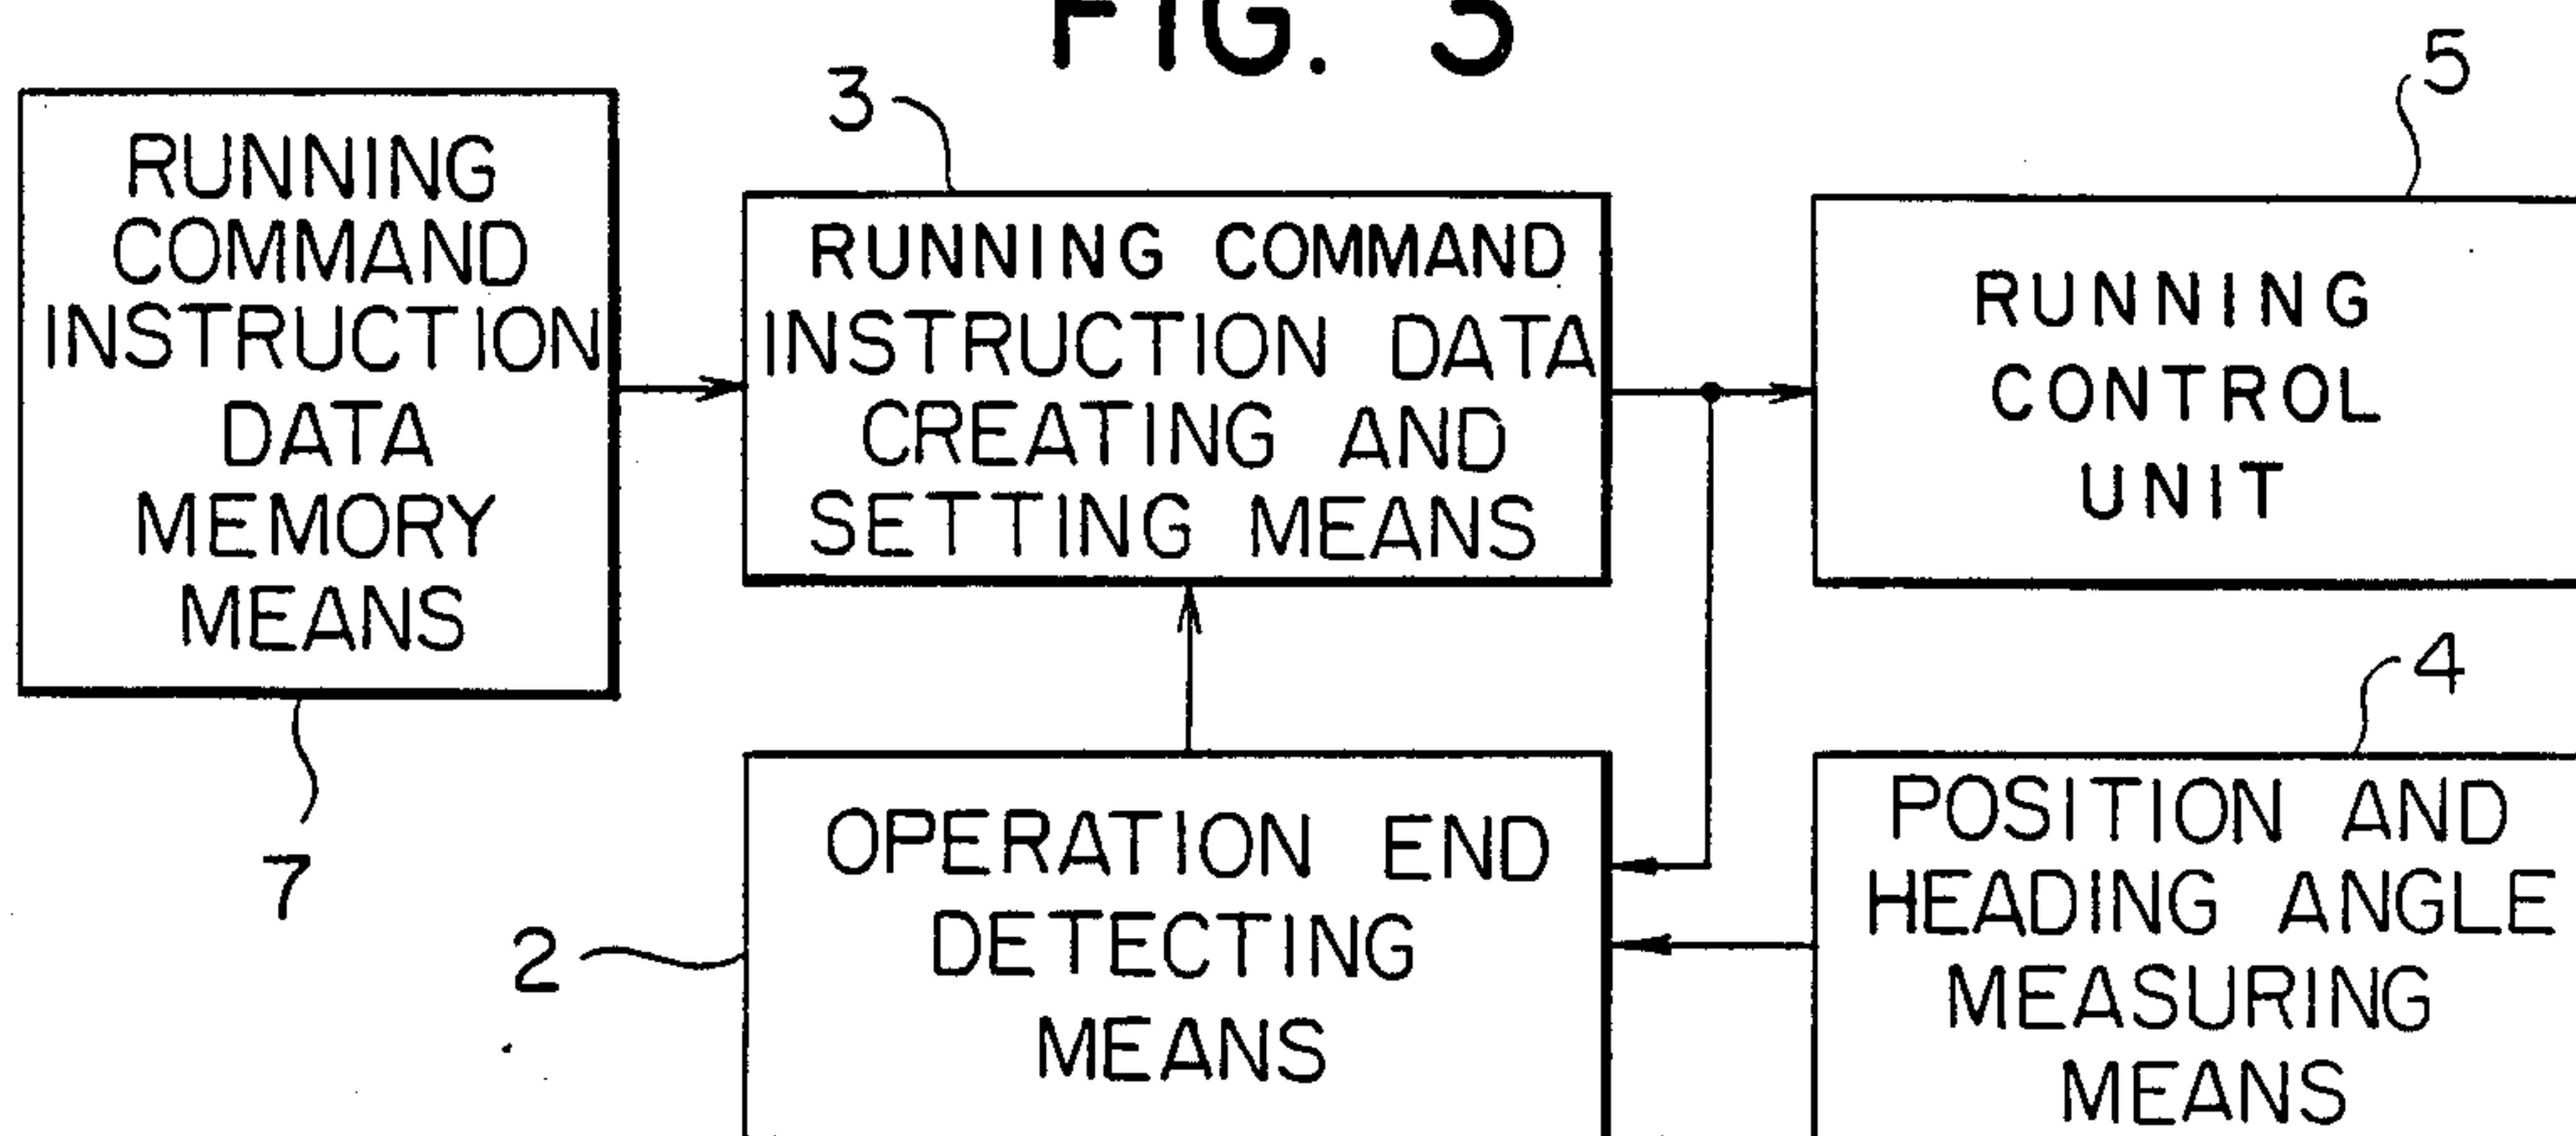 FIG.
3
5
RUNNING
COMMAND
INSTRUCTION
DATA
MEMORY
MEANS
RUNNING COMMAND
INSTRUCTION DATA
CREATING AND
SETTING MEANS
RUNNING
CONTROL
UNIT
7
4
2
OPERATION END
DETECTING
MEANS
POSITION AND
HEADING ANGLE
MEASURING
MEANS